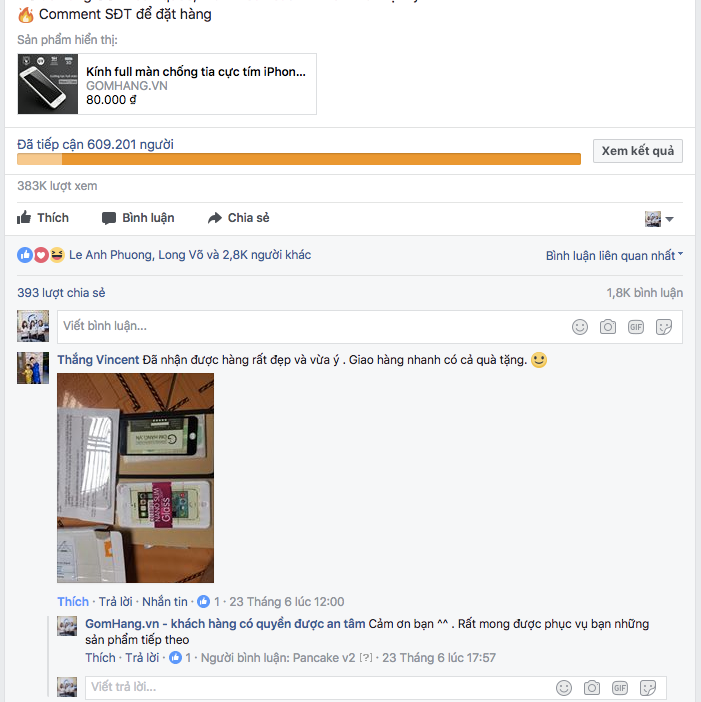 🔥 Comment SĐT để đặt hàng
Sản phẩm hiển thị:
Kính full màn chống tia cực tím iPhon...
GOMHANG.VN
80.000 ₫
Đã tiếp cận 609.201 người
Xem kết quả
383K lượt xem
Thích Bình luận Chia sẻ
Le Anh Phuong, Long Võ và 2,8K người khác
Bình luận liên quan nhất
393 lượt chia sẻ
1,8K bình luận
Viết bình luận...
GIF
Thắng Vincent Đã nhận được hàng rất đẹp và vừa ý . Giao hàng nhanh có cả quà tặng. 🙂
GOMHANG.VN
NANO SLIM
Glass
Thích · Trả lời · Nhắn tin · 1 · 23 Tháng 6 lúc 12:00
GomHang.vn - khách hàng có quyền được an tâm Cảm ơn bạn ^^ . Rất mong được phục vụ bạn những
sản phẩm tiếp theo
Thích · Trả lời · 1 · Người bình luận: Pancake v2 [?] · 23 Tháng 6 lúc 17:57
Viết trả lời...
GIF